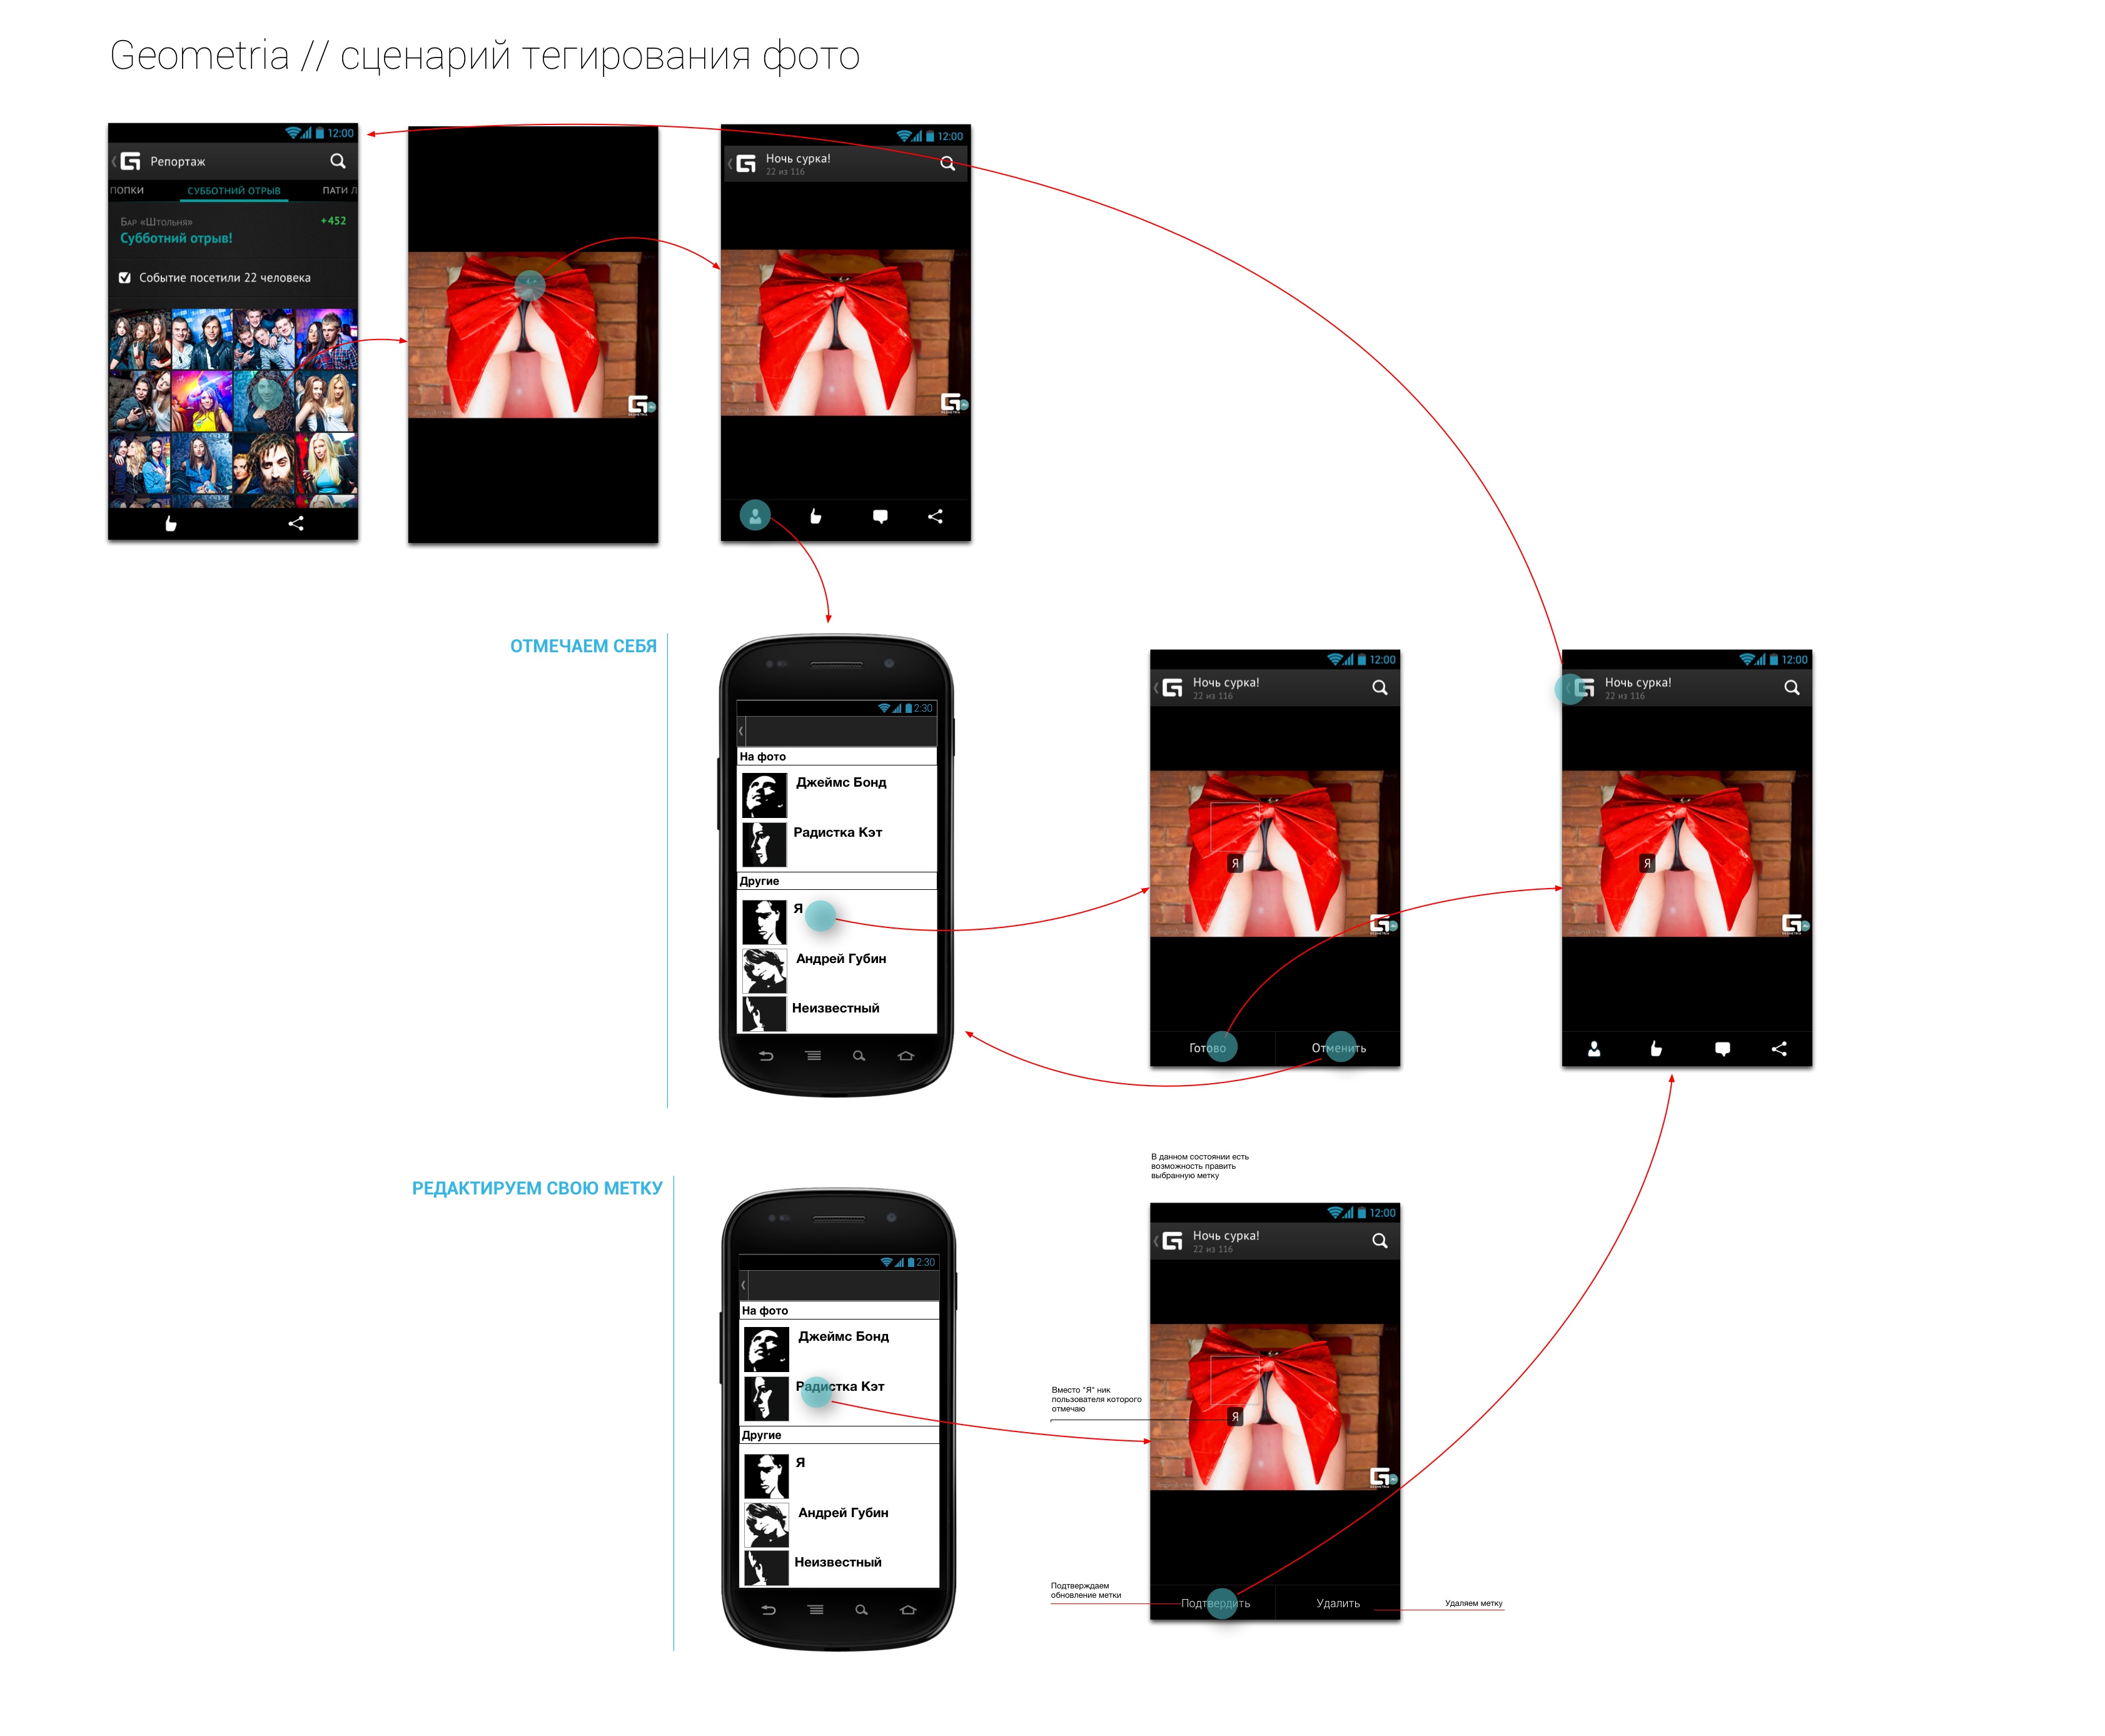 Geometria // сценарий тегирования фото
12:00
Репортаж
ПОПКИ СУББОТНИЙ ОТРЫВ ПАТИ Л
Бар «Штольня» +452
Субботний отрыв!
Событие посетили 22 человека
12:00
Ночь сурка!
22 из 116
ОТМЕЧАЕМ СЕБЯ
2:30
На фото
Джеймс Бонд
Радистка Кэт
Другие
Я
Андрей Губин
Неизвестный
12:00
Ночь сурка!
22 из 116
Я
Готово Отменить
12:00
Ночь сурка!
22 из 116
Я
РЕДАКТИРУЕМ СВОЮ МЕТКУ
2:30
На фото
Джеймс Бонд
Радистка Кэт
Другие
Я
Андрей Губин
Неизвестный
В данном состоянии есть
возможность править
выбранную метку
12:00
Ночь сурка!
22 из 116
Вместо "Я" ник
пользователя которого
отмечаю
Я
Подтверждаем
обновление метки
Подтвердить Удалить
Удаляем метку